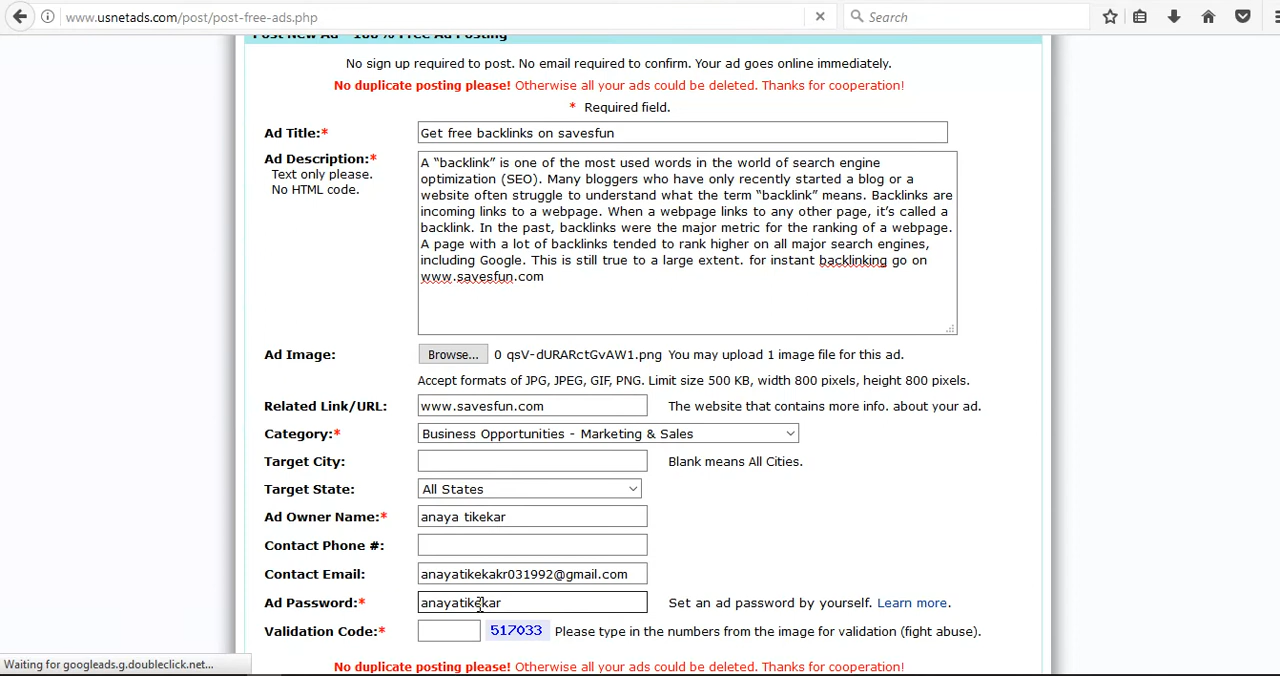 www.usnetads.com/post/post-free-ads.php
Search
Post New Ad - 100 % Free Ad Posting
No sign up required to post. No email required to confirm. Your ad goes online immediately.
No duplicate posting please! Otherwise all your ads could be deleted. Thanks for cooperation!
* Required field.
Ad Title:* Get free backlinks on savesfun
Ad Description:*
Text only please.
No HTML code.
A “backlink” is one of the most used words in the world of search engine
optimization (SEO). Many bloggers who have only recently started a blog or a
website often struggle to understand what the term “backlink” means. Backlinks are
incoming links to a webpage. When a webpage links to any other page, it’s called a
backlink. In the past, backlinks were the major metric for the ranking of a webpage.
A page with a lot of backlinks tended to rank higher on all major search engines,
including Google. This is still true to a large extent. for instant backlinking go on
www.savesfun.com
Ad Image: Browse... 0 qsV-dURARctGvAW1.png You may upload 1 image file for this ad.
Accept formats of JPG, JPEG, GIF, PNG. Limit size 500 KB, width 800 pixels, height 800 pixels.
Related Link/URL: www.savesfun.com The website that contains more info. about your ad.
Category:* Business Opportunities - Marketing & Sales
Target City: Blank means All Cities.
Target State: All States
Ad Owner Name:* anaya tikekar
Contact Phone #:
Contact Email: anayatikekakr031992@gmail.com
Ad Password:* anayatikekar Set an ad password by yourself. Learn more.
Validation Code:* 517033 Please type in the numbers from the image for validation (fight abuse).
Waiting for googleads.g.doubleclick.net...
No duplicate posting please! Otherwise all your ads could be deleted. Thanks for cooperation!